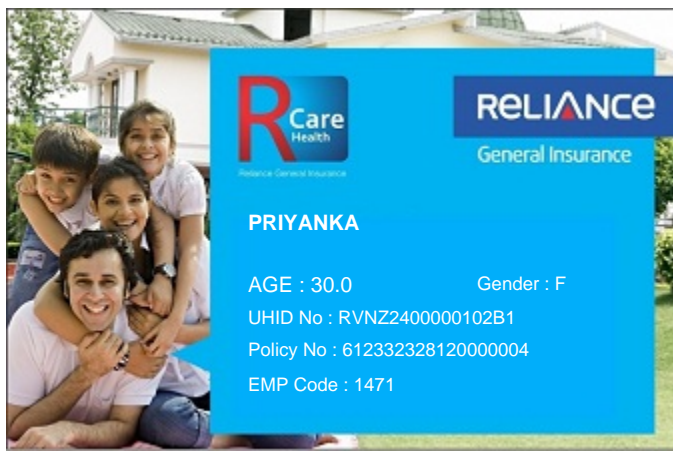 R Care
Health
Reliance General Insurance
RELIANCE
General Insurance
PRIYANKA
AGE : 30.0
Gender : F
UHID No : RVNZ2400000102B1
Policy No : 612332328120000004
EMP Code : 1471